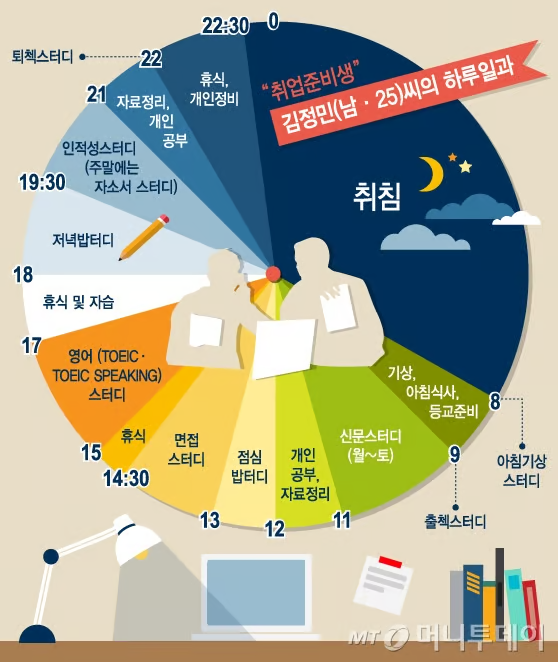 22:30
0
퇴첵스터디
22
휴식,
개인정비
"취업준비생"
김정민(남·25)씨의 하루일과
21
자료정리,
개인
공부
인적성스터디
(주말에는
자소서 스터디)
취침
19:30
저녁밥터디
18
휴식 및 자습
17
영어 (TOEIC·
TOEIC SPEAKING)
스터디
기상,
아침식사,
등교준비
8
아침기상
스터디
휴식
면접
스터디
점심
밥터디
개인
공부,
자료정리
신문스터디
(월~토)
15
14:30
13
12
11
9
출첵스터디
MT 머니투데이